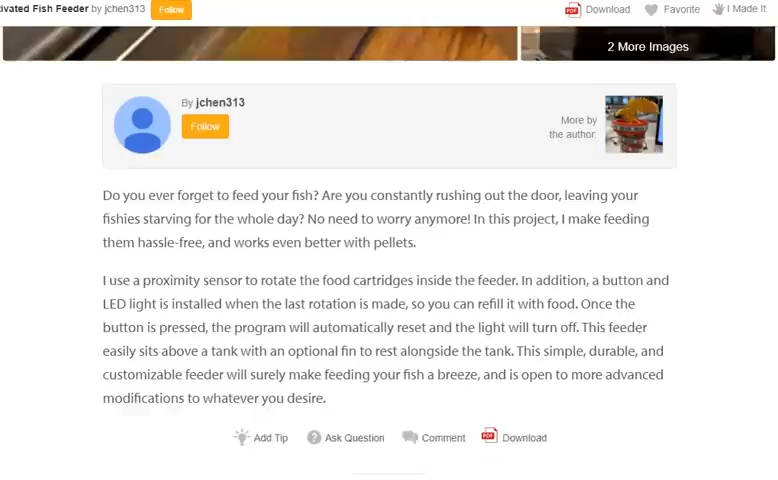 tivated Fish Feeder by jchen313 Follow Download Favorite I Made It
2 More Images
By jchen313
Follow
More by
the author:
Do you ever forget to feed your fish? Are you constantly rushing out the door, leaving your
fishies starving for the whole day? No need to worry anymore! In this project, I make feeding
them hassle-free, and works even better with pellets.
I use a proximity sensor to rotate the food cartridges inside the feeder. In addition, a button and
LED light is installed when the last rotation is made, so you can refill it with food. Once the
button is pressed, the program will automatically reset and the light will turn off. This feeder
easily sits above a tank with an optional fin to rest alongside the tank. This simple, durable, and
customizable feeder will surely make feeding your fish a breeze, and is open to more advanced
modifications to whatever you desire.
Add Tip Ask Question Comment PDF Download